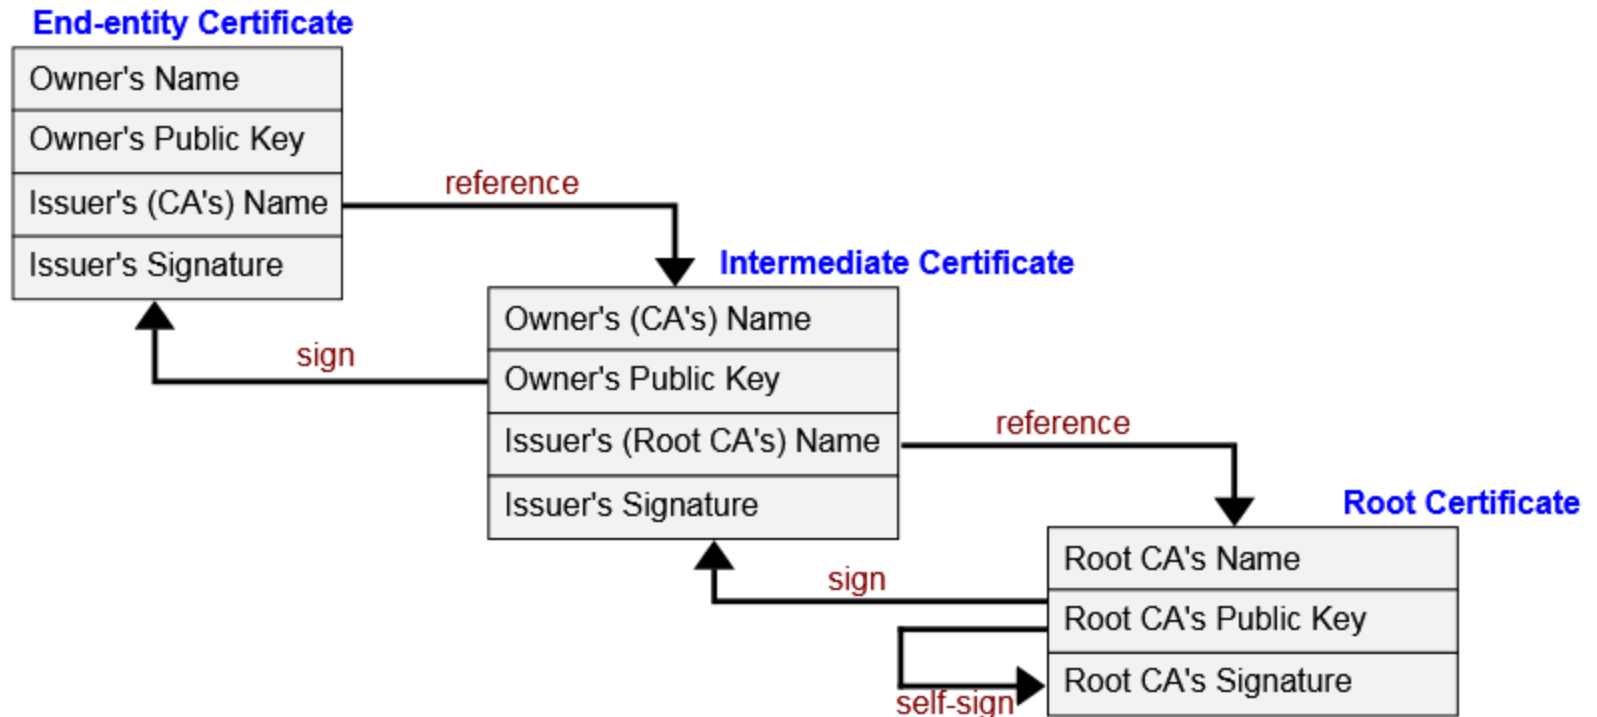 End-entity Certificate
Owner's Name
Owner's Public Key
Issuer's (CA's) Name
Issuer's Signature
reference
sign
Intermediate Certificate
Owner's (CA's) Name
Owner's Public Key
Issuer's (Root CA's) Name
Issuer's Signature
reference
sign
self-sign
Root Certificate
Root CA's Name
Root CA's Public Key
Root CA's Signature